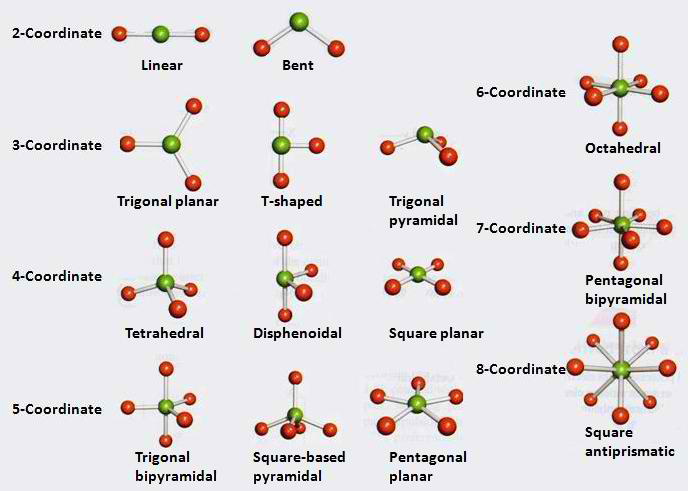 2-Coordinate
Linear
Bent
3-Coordinate
Trigonal planar
T-shaped
Trigonal
pyramidal
4-Coordinate
Tetrahedral
Disphenoidal
Square planar
5-Coordinate
Trigonal
bipyramidal
Square-based
pyramidal
Pentagonal
planar
6-Coordinate
Octahedral
7-Coordinate
Pentagonal
bipyramidal
8-Coordinate
Square
antiprismatic